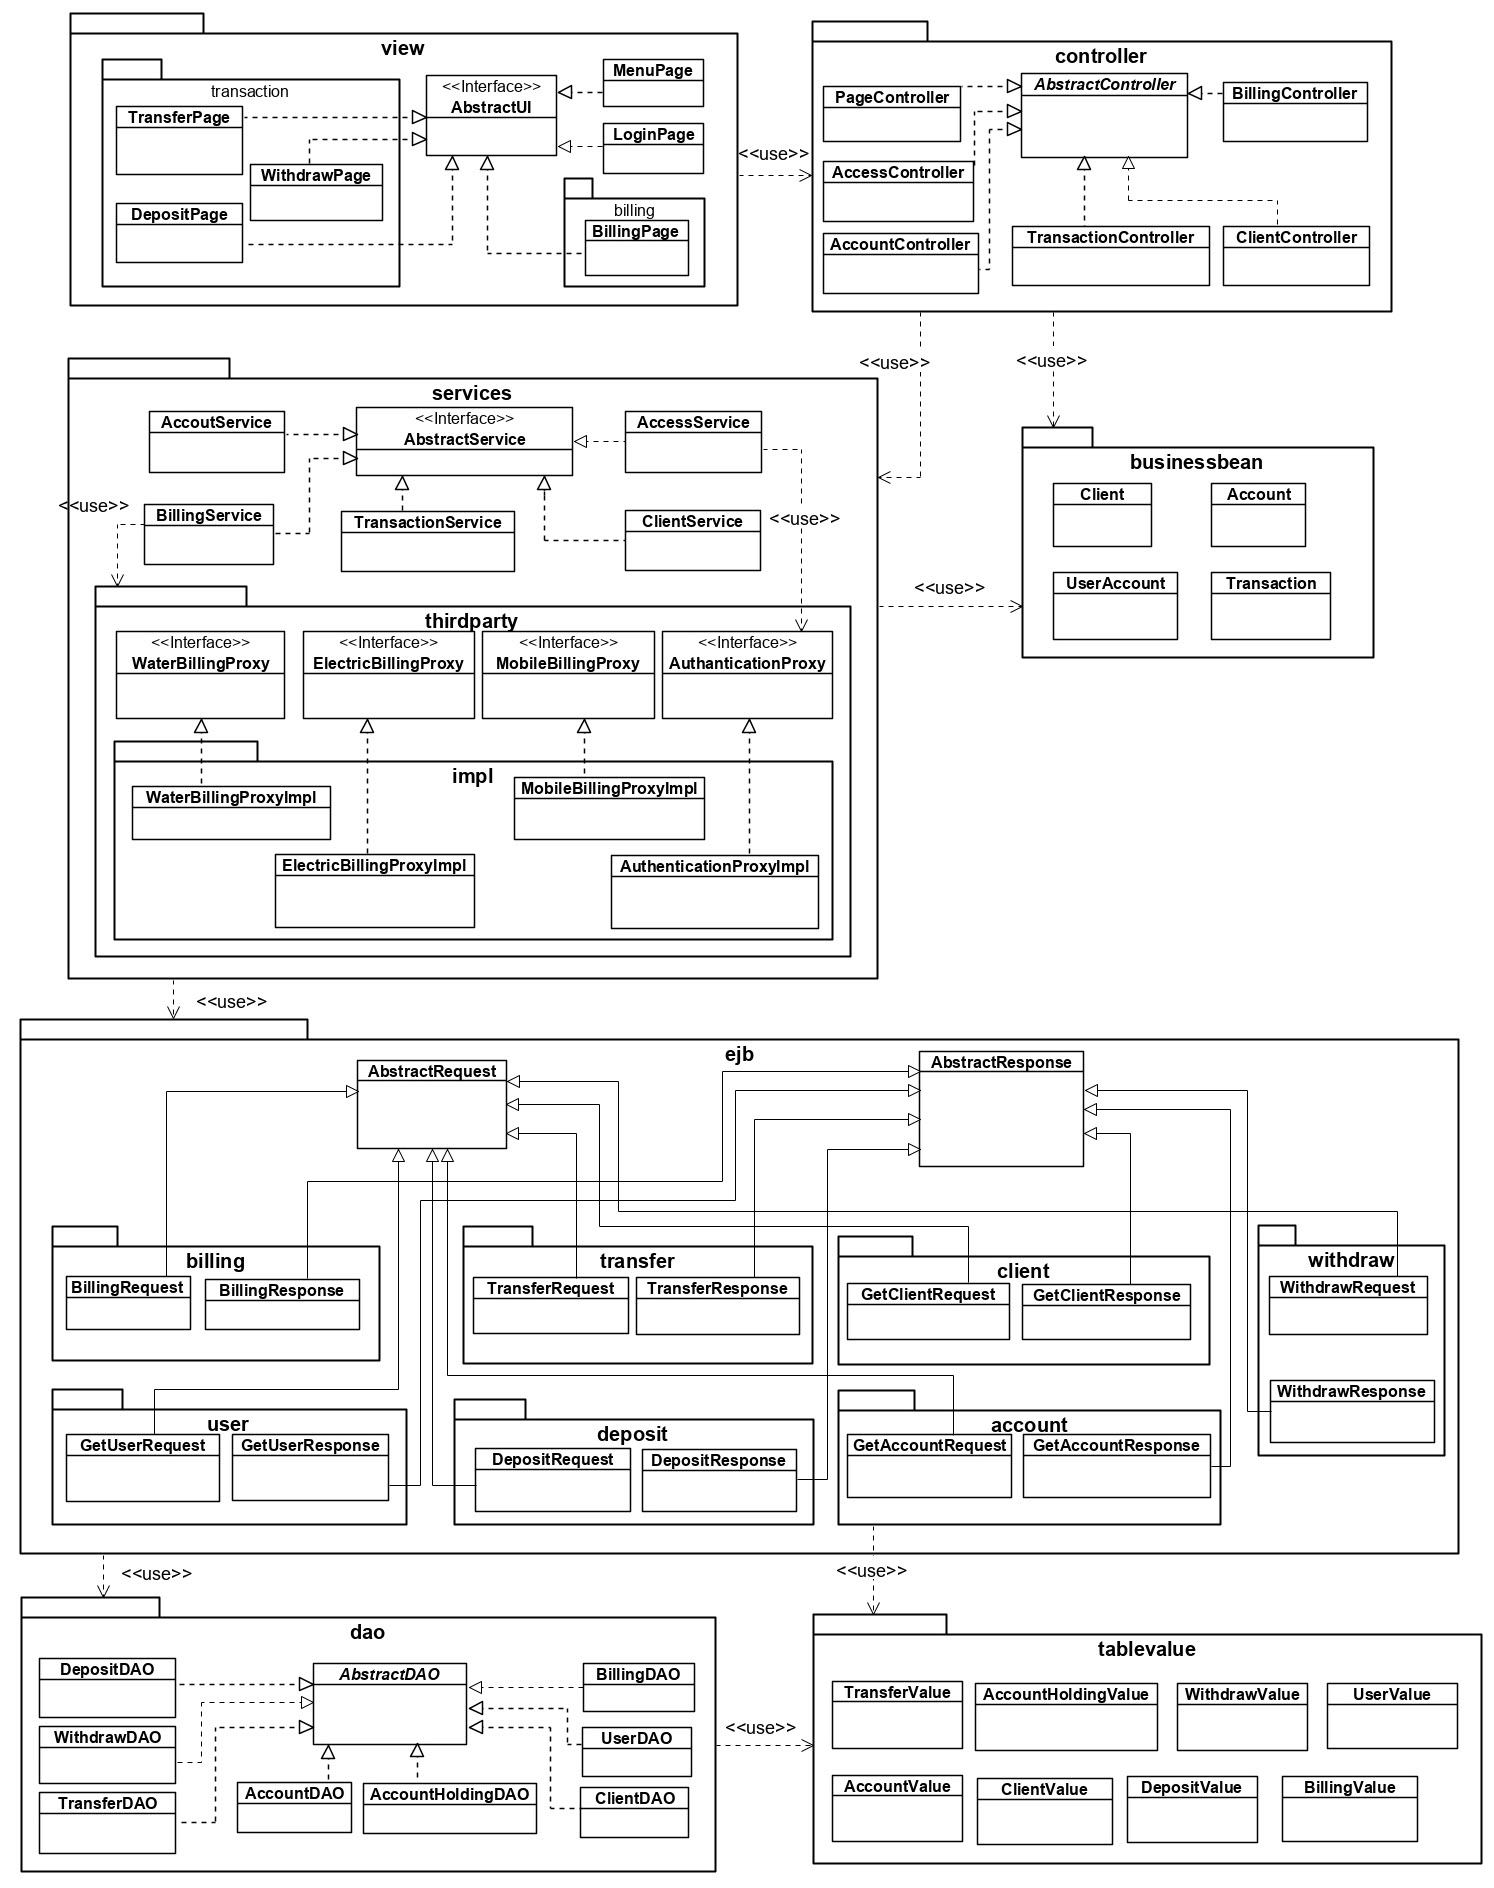 view
transaction
TransferPage
WithdrawPage
DepositPage
<<Interface>>
AbstractUI
MenuPage
LoginPage
billing
BillingPage
<<use>>
controller
PageController
AbstractController
BillingController
AccessController
AccountController
TransactionController
ClientController
<<use>>
<<use>>
services
AccoutService
<<Interface>>
AbstractService
AccessService
<<use>>
BillingService
TransactionService
ClientService
<<use>>
thirdparty
<<Interface>>
WaterBillingProxy
<<Interface>>
ElectricBillingProxy
<<Interface>>
MobileBillingProxy
<<Interface>>
AuthanticationProxy
impl
WaterBillingProxyImpl
MobileBillingProxyImpl
ElectricBillingProxyImpl
AuthenticationProxyImpl
<<use>>
businessbean
Client
Account
UserAccount
Transaction
<<use>>
ejb
AbstractRequest
AbstractResponse
billing
BillingRequest
BillingResponse
transfer
TransferRequest
TransferResponse
client
GetClientRequest
GetClientResponse
withdraw
WithdrawRequest
WithdrawResponse
user
GetUserRequest
GetUserResponse
deposit
DepositRequest
DepositResponse
account
GetAccountRequest
GetAccountResponse
<<use>>
<<use>>
dao
DepositDAO
AbstractDAO
BillingDAO
WithdrawDAO
UserDAO
TransferDAO
AccountDAO
AccountHoldingDAO
ClientDAO
<<use>>
tablevalue
TransferValue
AccountHoldingValue
WithdrawValue
UserValue
AccountValue
ClientValue
DepositValue
BillingValue